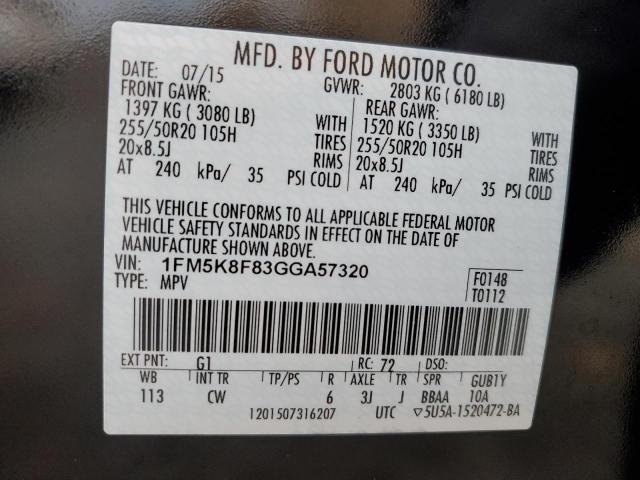 MFD. BY FORD MOTOR CO.
DATE: 07/15 GVWR: 2803 KG ( 6180 LB)
FRONT GAWR: REAR GAWR:
1397 KG ( 3080 LB) WITH 1520 KG ( 3350 LB) WITH
255/50R20 105H TIRES 255/50R20 105H TIRES
20x8.5J RIMS 20x8.5J RIMS
AT 240 kPa/ 35 PSI COLD AT 240 kPa/ 35 PSI COLD
THIS VEHICLE CONFORMS TO ALL APPLICABLE FEDERAL MOTOR
VEHICLE SAFETY STANDARDS IN EFFECT ON THE DATE OF
MANUFACTURE SHOWN ABOVE.
VIN: 1FM5K8F83GGA57320 F0148
TYPE: MPV T0112
EXT PNT: G1 RC: 72 DSO:
WB INT TR TP/PS R AXLE TR SPR GUB1Y
113 CW 6 3J J BBAA 10A
1201507316207 UTC ▽5U5A-1520472-BA